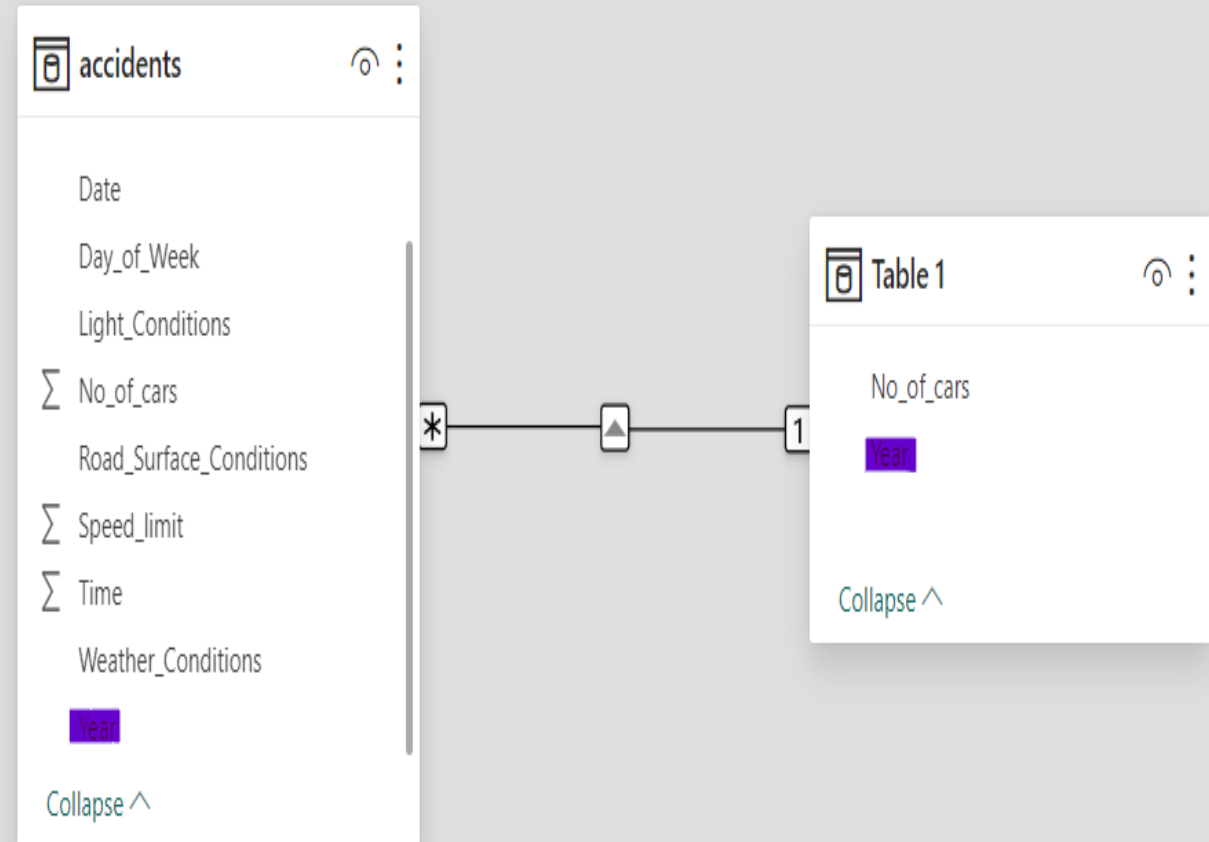 accidents
Date
Day_of_Week
Light_Conditions
Σ No_of_cars
Road_Surface_Conditions
Σ Speed_limit
Σ Time
Weather_Conditions
Year
Collapse
*
1
Table 1
No_of_cars
Year
Collapse